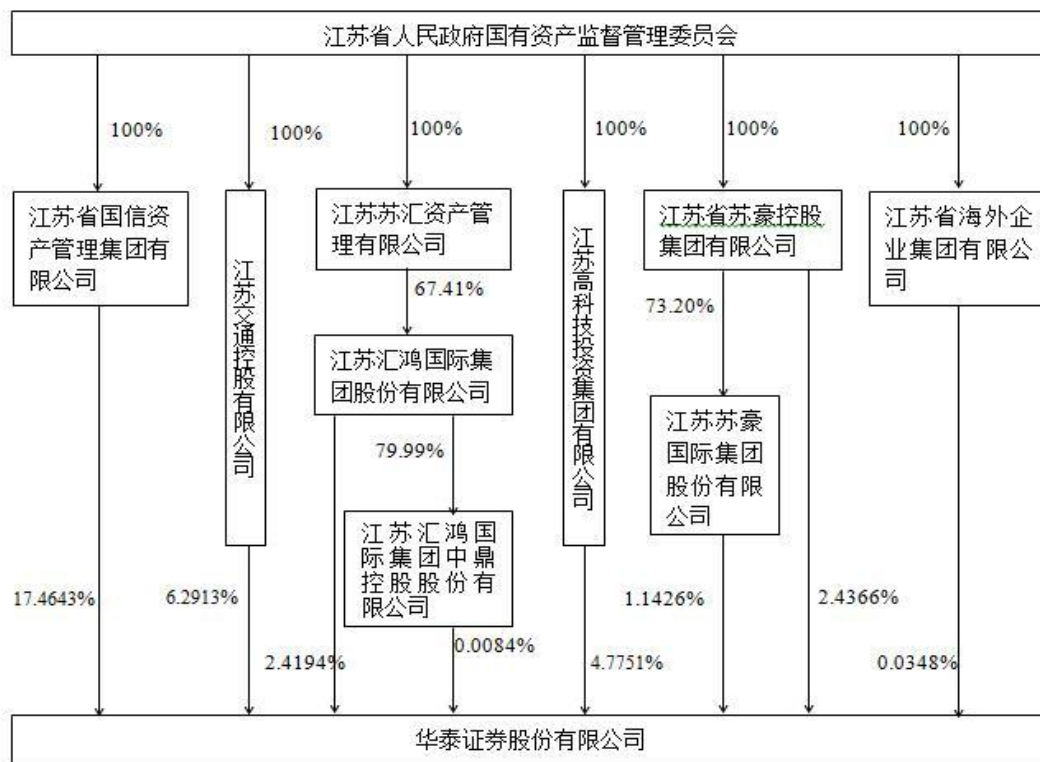 江苏省人民政府国有资产监督管理委员会
100%
100%
100%
100%
100%
100%
江苏省国信资
产管理集团有
限公司
江苏交通控股有限公司
江苏苏汇资产管
理有限公司
江苏高科技投资集团有限公司
江苏省苏豪控股
集团有限公司
江苏省海外企
业集团有限公
司
67.41%
73.20%
江苏汇鸿国际集
团股份有限公司
江苏苏豪
国际集团
股份有限
公司
79.99%
江苏汇鸿国
际集团中鼎
控股股份有
限公司
17.4643%
6.2913%
2.4194%
0.0084%
4.7751%
1.1426%
2.4366%
0.0348%
华泰证券股份有限公司